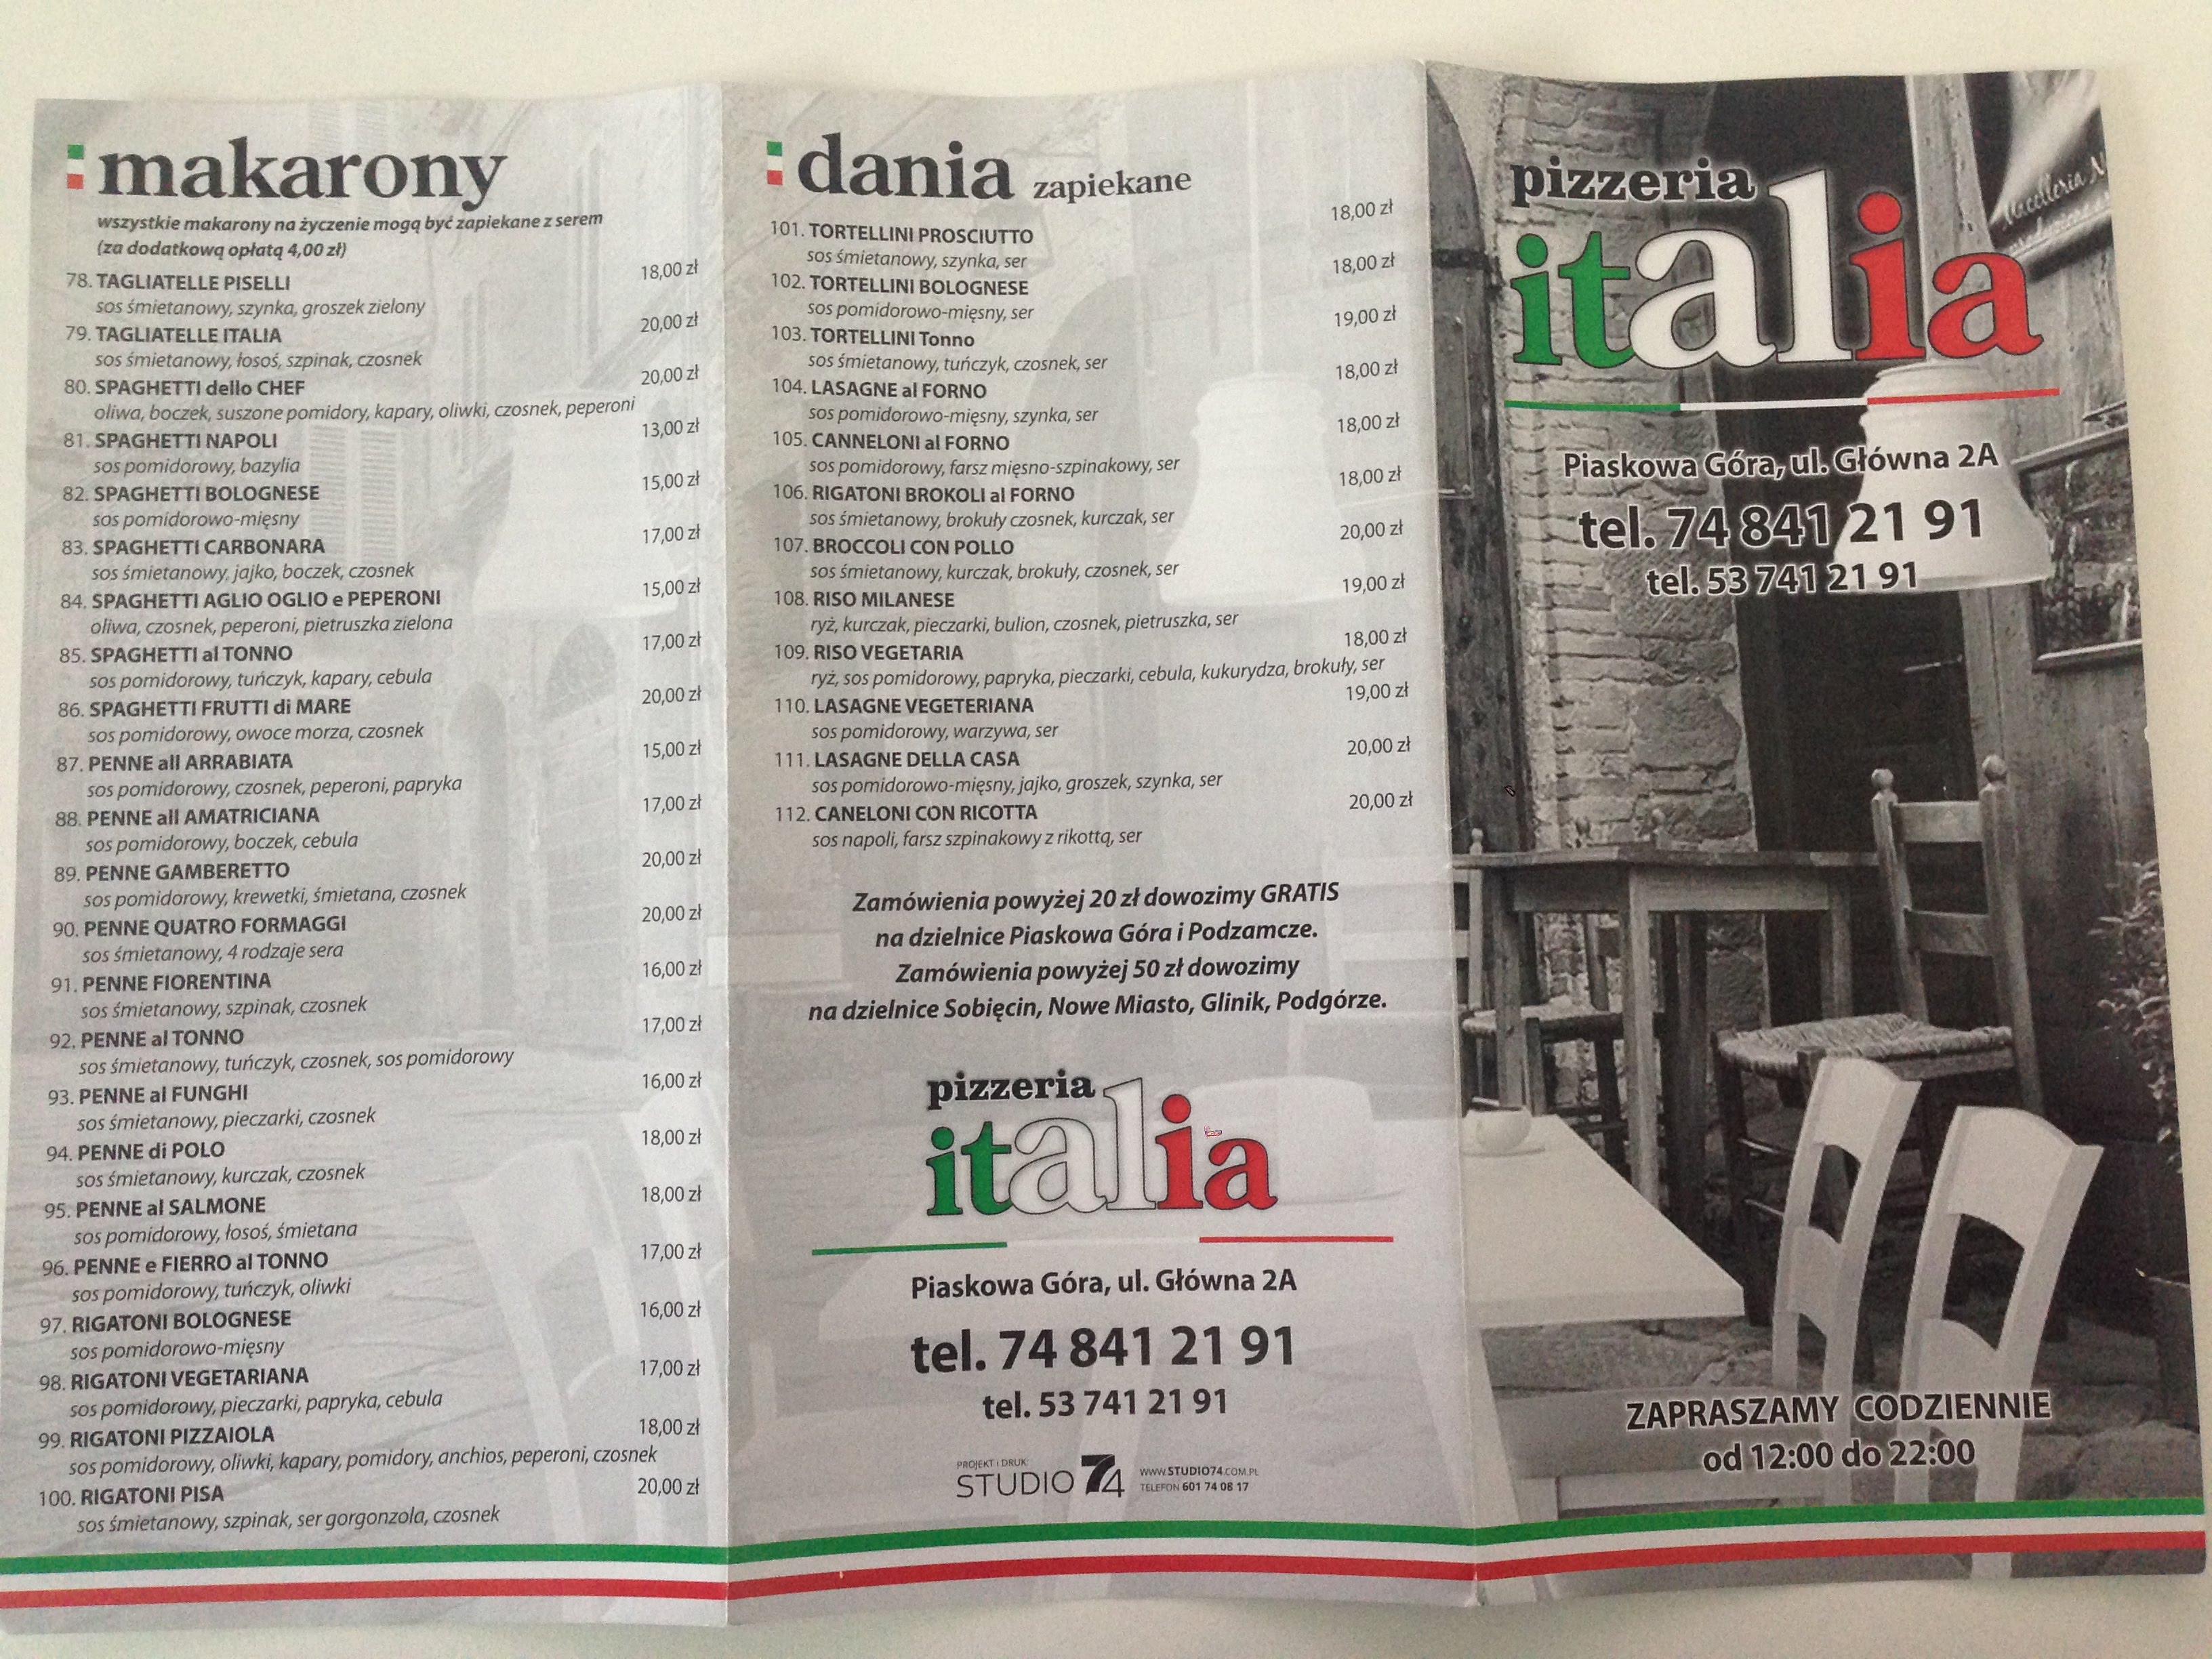 makarony
wszystkie makarony na życzenie mogą być zapiekane z serem
(za dodatkową opłatą 4,00 zł)
78. TAGLIATELLE PISELLI 18,00 zł
sos śmietanowy, szynka, groszek zielony
79. TAGLIATELLE ITALIA 20,00 zł
sos śmietanowy, łosoś, szpinak, czosnek
80. SPAGHETTI dello CHEF 20,00 zł
oliwa, boczek, suszone pomidory, kapary, oliwki, czosnek, peperoni
81. SPAGHETTI NAPOLI 13,00 zł
sos pomidorowy, bazylia
82. SPAGHETTI BOLOGNESE 15,00 zł
sos pomidorowo-mięsny
83. SPAGHETTI CARBONARA 17,00 zł
sos śmietanowy, jajko, boczek, czosnek
84. SPAGHETTI AGLIO OGLIO e PEPERONI 15,00 zł
oliwa, czosnek, peperoni, pietruszka zielona
85. SPAGHETTI al TONNO 17,00 zł
sos pomidorowy, tuńczyk, kapary, cebula
86. SPAGHETTI FRUTTI di MARE 20,00 zł
sos pomidorowy, owoce morza, czosnek
87. PENNE all ARRABIATA 15,00 zł
sos pomidorowy, czosnek, peperoni, papryka
88. PENNE all AMATRICIANA 17,00 zł
sos pomidorowy, boczek, cebula
89. PENNE GAMBERETTO 20,00 zł
sos pomidorowy, krewetki, śmietana, czosnek
90. PENNE QUATRO FORMAGGI 20,00 zł
sos śmietanowy, 4 rodzaje sera
91. PENNE FIORENTINA 16,00 zł
sos śmietanowy, szpinak, czosnek
92. PENNE al TONNO 17,00 zł
sos śmietanowy, tuńczyk, czosnek, sos pomidorowy
93. PENNE al FUNGHI 16,00 zł
sos śmietanowy, pieczarki, czosnek
94. PENNE di POLO 18,00 zł
sos śmietanowy, kurczak, czosnek
95. PENNE al SALMONE 18,00 zł
sos pomidorowy, łosoś, śmietana
96. PENNE e FIERRO al TONNO 17,00 zł
sos pomidorowy, tuńczyk, oliwki
97. RIGATONI BOLOGNESE 16,00 zł
sos pomidorowo-mięsny
98. RIGATONI VEGETARIANA 17,00 zł
sos pomidorowy, pieczarki, papryka, cebula
99. RIGATONI PIZZAIOLA 18,00 zł
sos pomidorowy, oliwki, kapary, pomidory, anchios, peperoni, czosnek
100. RIGATONI PISA 20,00 zł
sos śmietanowy, szpinak, ser gorgonzola, czosnek
dania zapiekane
101. TORTELLINI PROSCIUTTO 18,00 zł
sos śmietanowy, szynka, ser
102. TORTELLINI BOLOGNESE 18,00 zł
sos pomidorowo-mięsny, ser
103. TORTELLINI Tonno 19,00 zł
sos śmietanowy, tuńczyk, czosnek, ser
104. LASAGNE al FORNO 18,00 zł
sos pomidorowo-mięsny, szynka, ser
105. CANNELONI al FORNO 18,00 zł
sos pomidorowy, farsz mięsno-szpinakowy, ser
106. RIGATONI BROKOLI al FORNO 18,00 zł
sos śmietanowy, brokuły czosnek, kurczak, ser
107. BROCCOLI CON POLLO 20,00 zł
sos śmietanowy, kurczak, brokuły, czosnek, ser
108. RISO MILANESE 19,00 zł
ryż, kurczak, pieczarki, bulion, czosnek, pietruszka, ser
109. RISO VEGETARIA 18,00 zł
ryż, sos pomidorowy, papryka, pieczarki, cebula, kukurydza, brokuły, ser
110. LASAGNE VEGETERIANA 19,00 zł
sos pomidorowy, warzywa, ser
111. LASAGNE DELLA CASA 20,00 zł
sos pomidorowo-mięsny, jajko, groszek, szynka, ser
112. CANELONI CON RICOTTA 20,00 zł
sos napoli, farsz szpinakowy z rikottą, ser
Zamówienia powyżej 20 zł dowozimy GRATIS
na dzielnice Piaskowa Góra i Podzamcze.
Zamówienia powyżej 50 zł dowozimy
na dzielnice Sobięcin, Nowe Miasto, Glinik, Podgórze.
pizzeria
italia
Piaskowa Góra, ul. Główna 2A
tel. 74 841 21 91
tel. 53 741 21 91
PROJEKT I DRUK:
STUDIO 74
WWW.STUDIO74.COM.PL
TELEFON 601 74 08 17
pizzeria
italia
Piaskowa Góra, ul. Główna 2A
tel. 74 841 21 91
tel. 53 741 21 91
ZAPRASZAMY CODZIENNIE
od 12:00 do 22:00